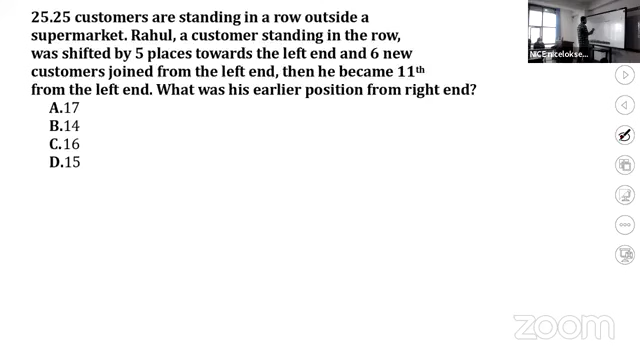 25.25 customers are standing in a row outside a
supermarket. Rahul, a customer standing in the row,
was shifted by 5 places towards the left end and 6 new
customers joined from the left end, then he became 11th
from the left end. What was his earlier position from right end?
A.17
B.14
C.16
D.15
NICE nicelokse...
zoom